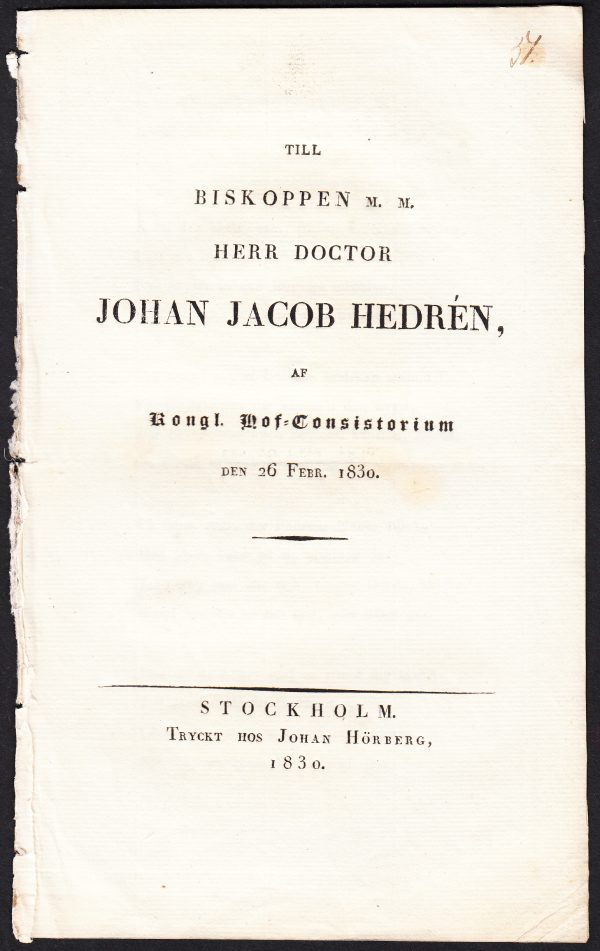 57.
TILL
BISKOPPEN M. M.
HERR DOCTOR
JOHAN JACOB HEDRÉN,
AF
Kongl. Hof-Consistorium
DEN 26 FEBR. 1830.
STOCKHOLM.
TRYCKT HOS JOHAN HÖRBERG,
1830.